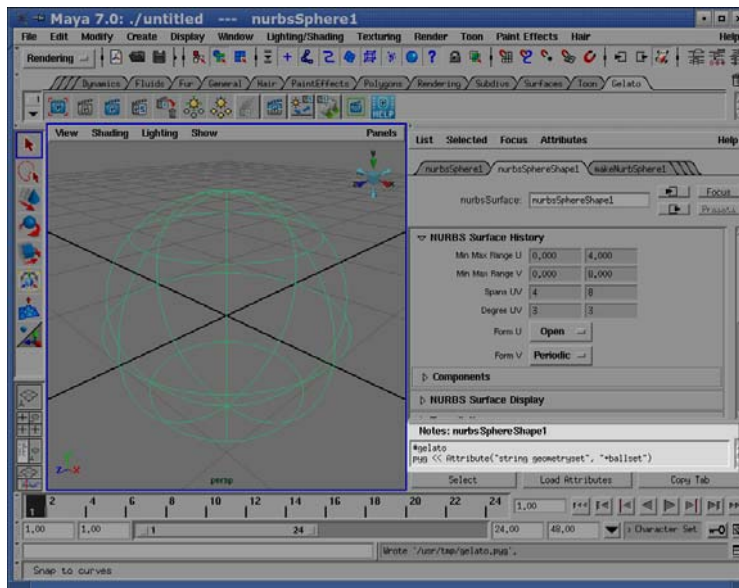 Maya 7.0: ./untitled --- nurbsSphere1
File Edit Modify Create Display Window Lighting/Shading Texturing Render Toon Paint Effects Hair Help
Rendering
Dynamics Fluids Fur General Hair PaintEffects Polygons Rendering Subdivs Surfaces Toon Gelato
HELP
View Shading Lighting Show Panels
List Selected Focus Attributes Help
nurbsSphere1 nurbsSphereShape1 makeNurbSphere1
nurbsSurface: nurbsSphereShape1
Focus
Presets
NURBS Surface History
Min Max Range U 0,000 4,000
Min Max Range V 0,000 8,000
Spans UV 4 8
Degree UV 3 3
Form U Open
Form V Periodic
Components
NURBS Surface Display
Notes: nurbsSphereShape1
#gelato
pyg << Attribute("string geometryset", "+ballset")
Select Load Attributes Copy Tab
y
z x
persp
2 4 6 8 10 12 14 16 18 20 22 24 1,00
1
1,00 1,00 1 24 24,00 48,00 Character Set
Wrote '/usr/tmp/gelato.pyg'.
Snap to curves